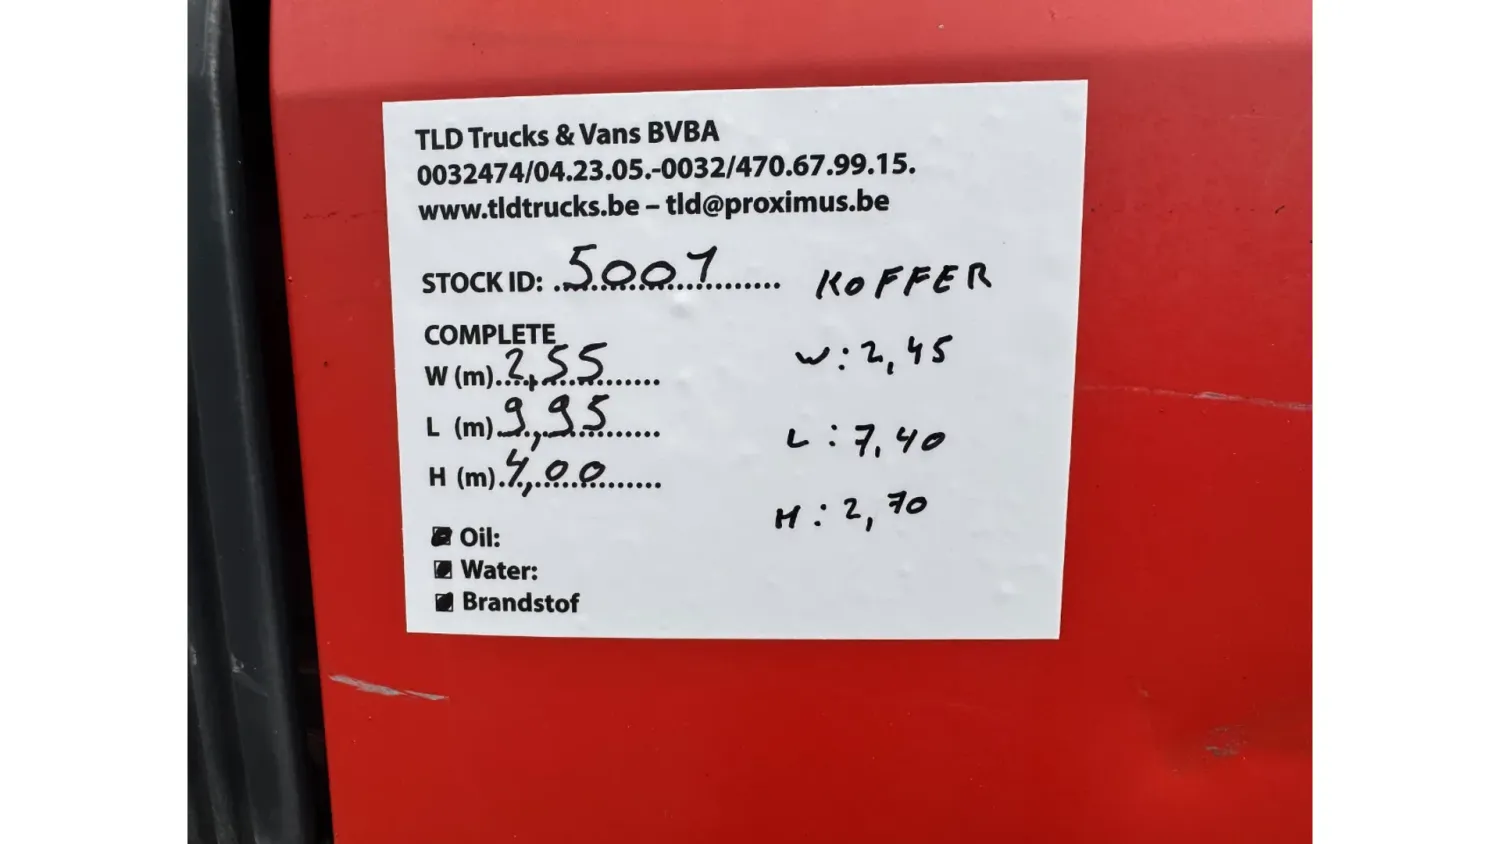 TLD Trucks & Vans BVBA
0032474/04.23.05.-0032/470.67.99.15.
www.tldtrucks.be – tld@proximus.be
STOCK ID: 5007
COMPLETE
W (m) 2,55
L (m) 9,95
H (m) 4,00
Oil:
Water:
Brandstof
KOFFER
W: 2,45
L: 7,40
H: 2,70